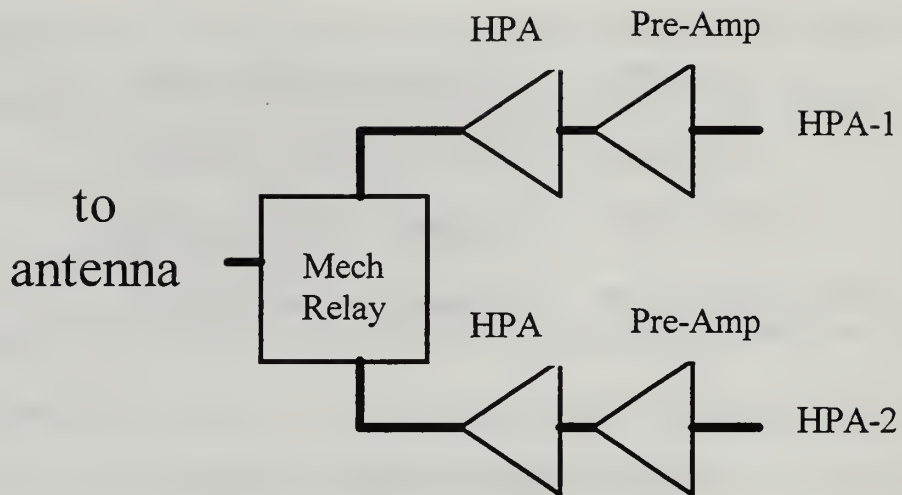 HPA Pre-Amp
HPA-1
to
antenna
Mech
Relay
HPA Pre-Amp
HPA-2